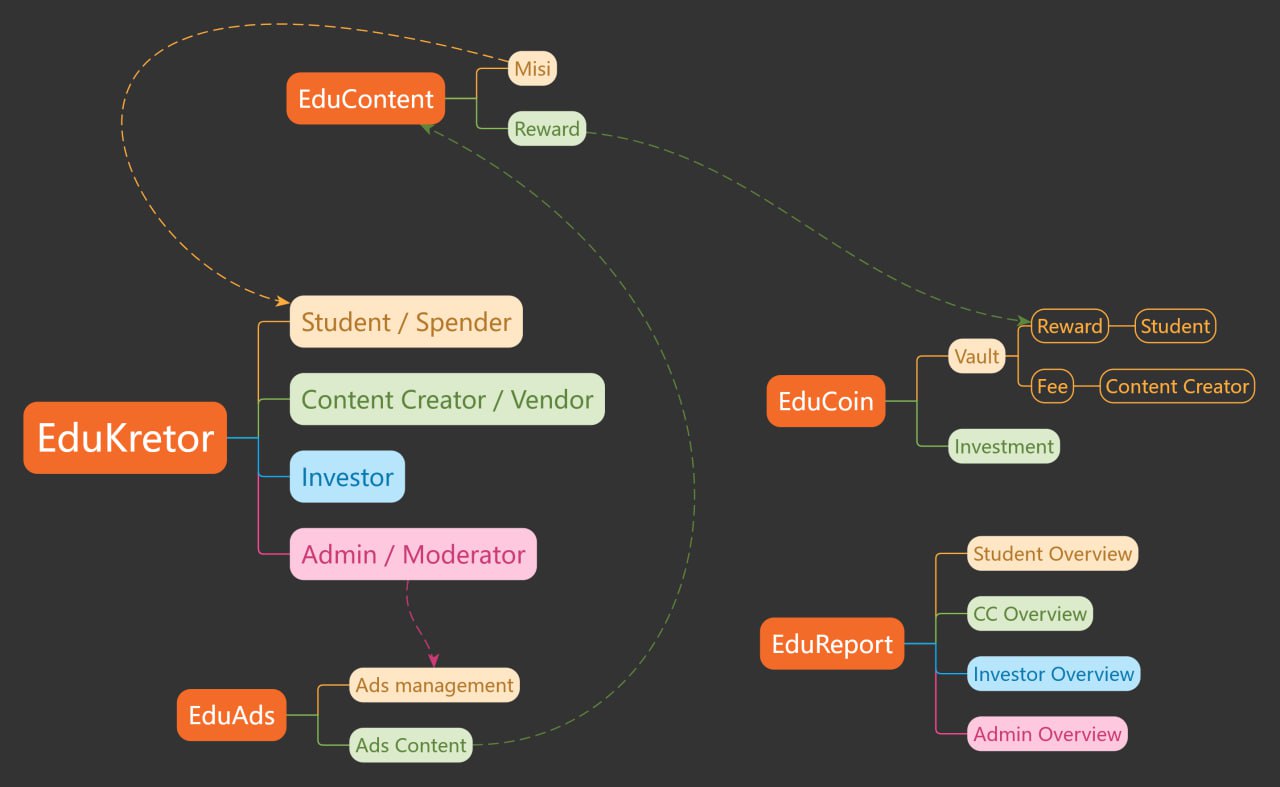 EduContent
Misi
Reward
EduKretor
Student / Spender
Content Creator / Vendor
Investor
Admin / Moderator
EduCoin
Vault
Reward
Student
Fee
Content Creator
Investment
EduAds
Ads management
Ads Content
EduReport
Student Overview
CC Overview
Investor Overview
Admin Overview